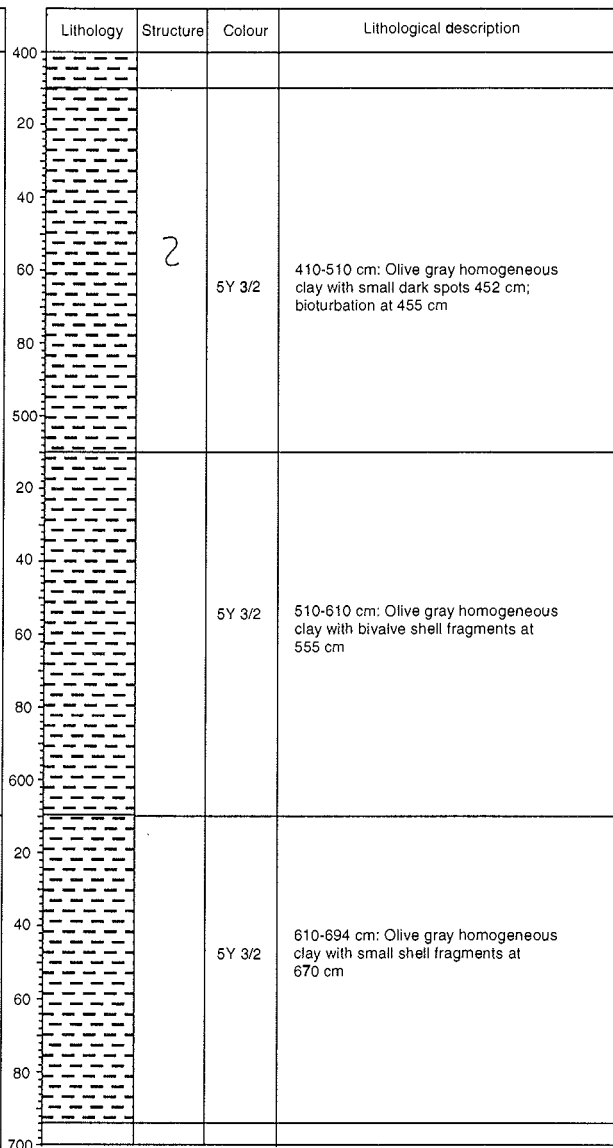 Lithology Structure Colour Lithological description
400
20
40
60
80
500
20
40
60
80
600
20
40
60
80
700
5Y 3/2
410-510 cm: Olive gray homogeneous
clay with small dark spots 452 cm;
bioturbation at 455 cm
5Y 3/2
510-610 cm: Olive gray homogeneous
clay with bivalve shell fragments at
555 cm
5Y 3/2
610-694 cm: Olive gray homogeneous
clay with small shell fragments at
670 cm